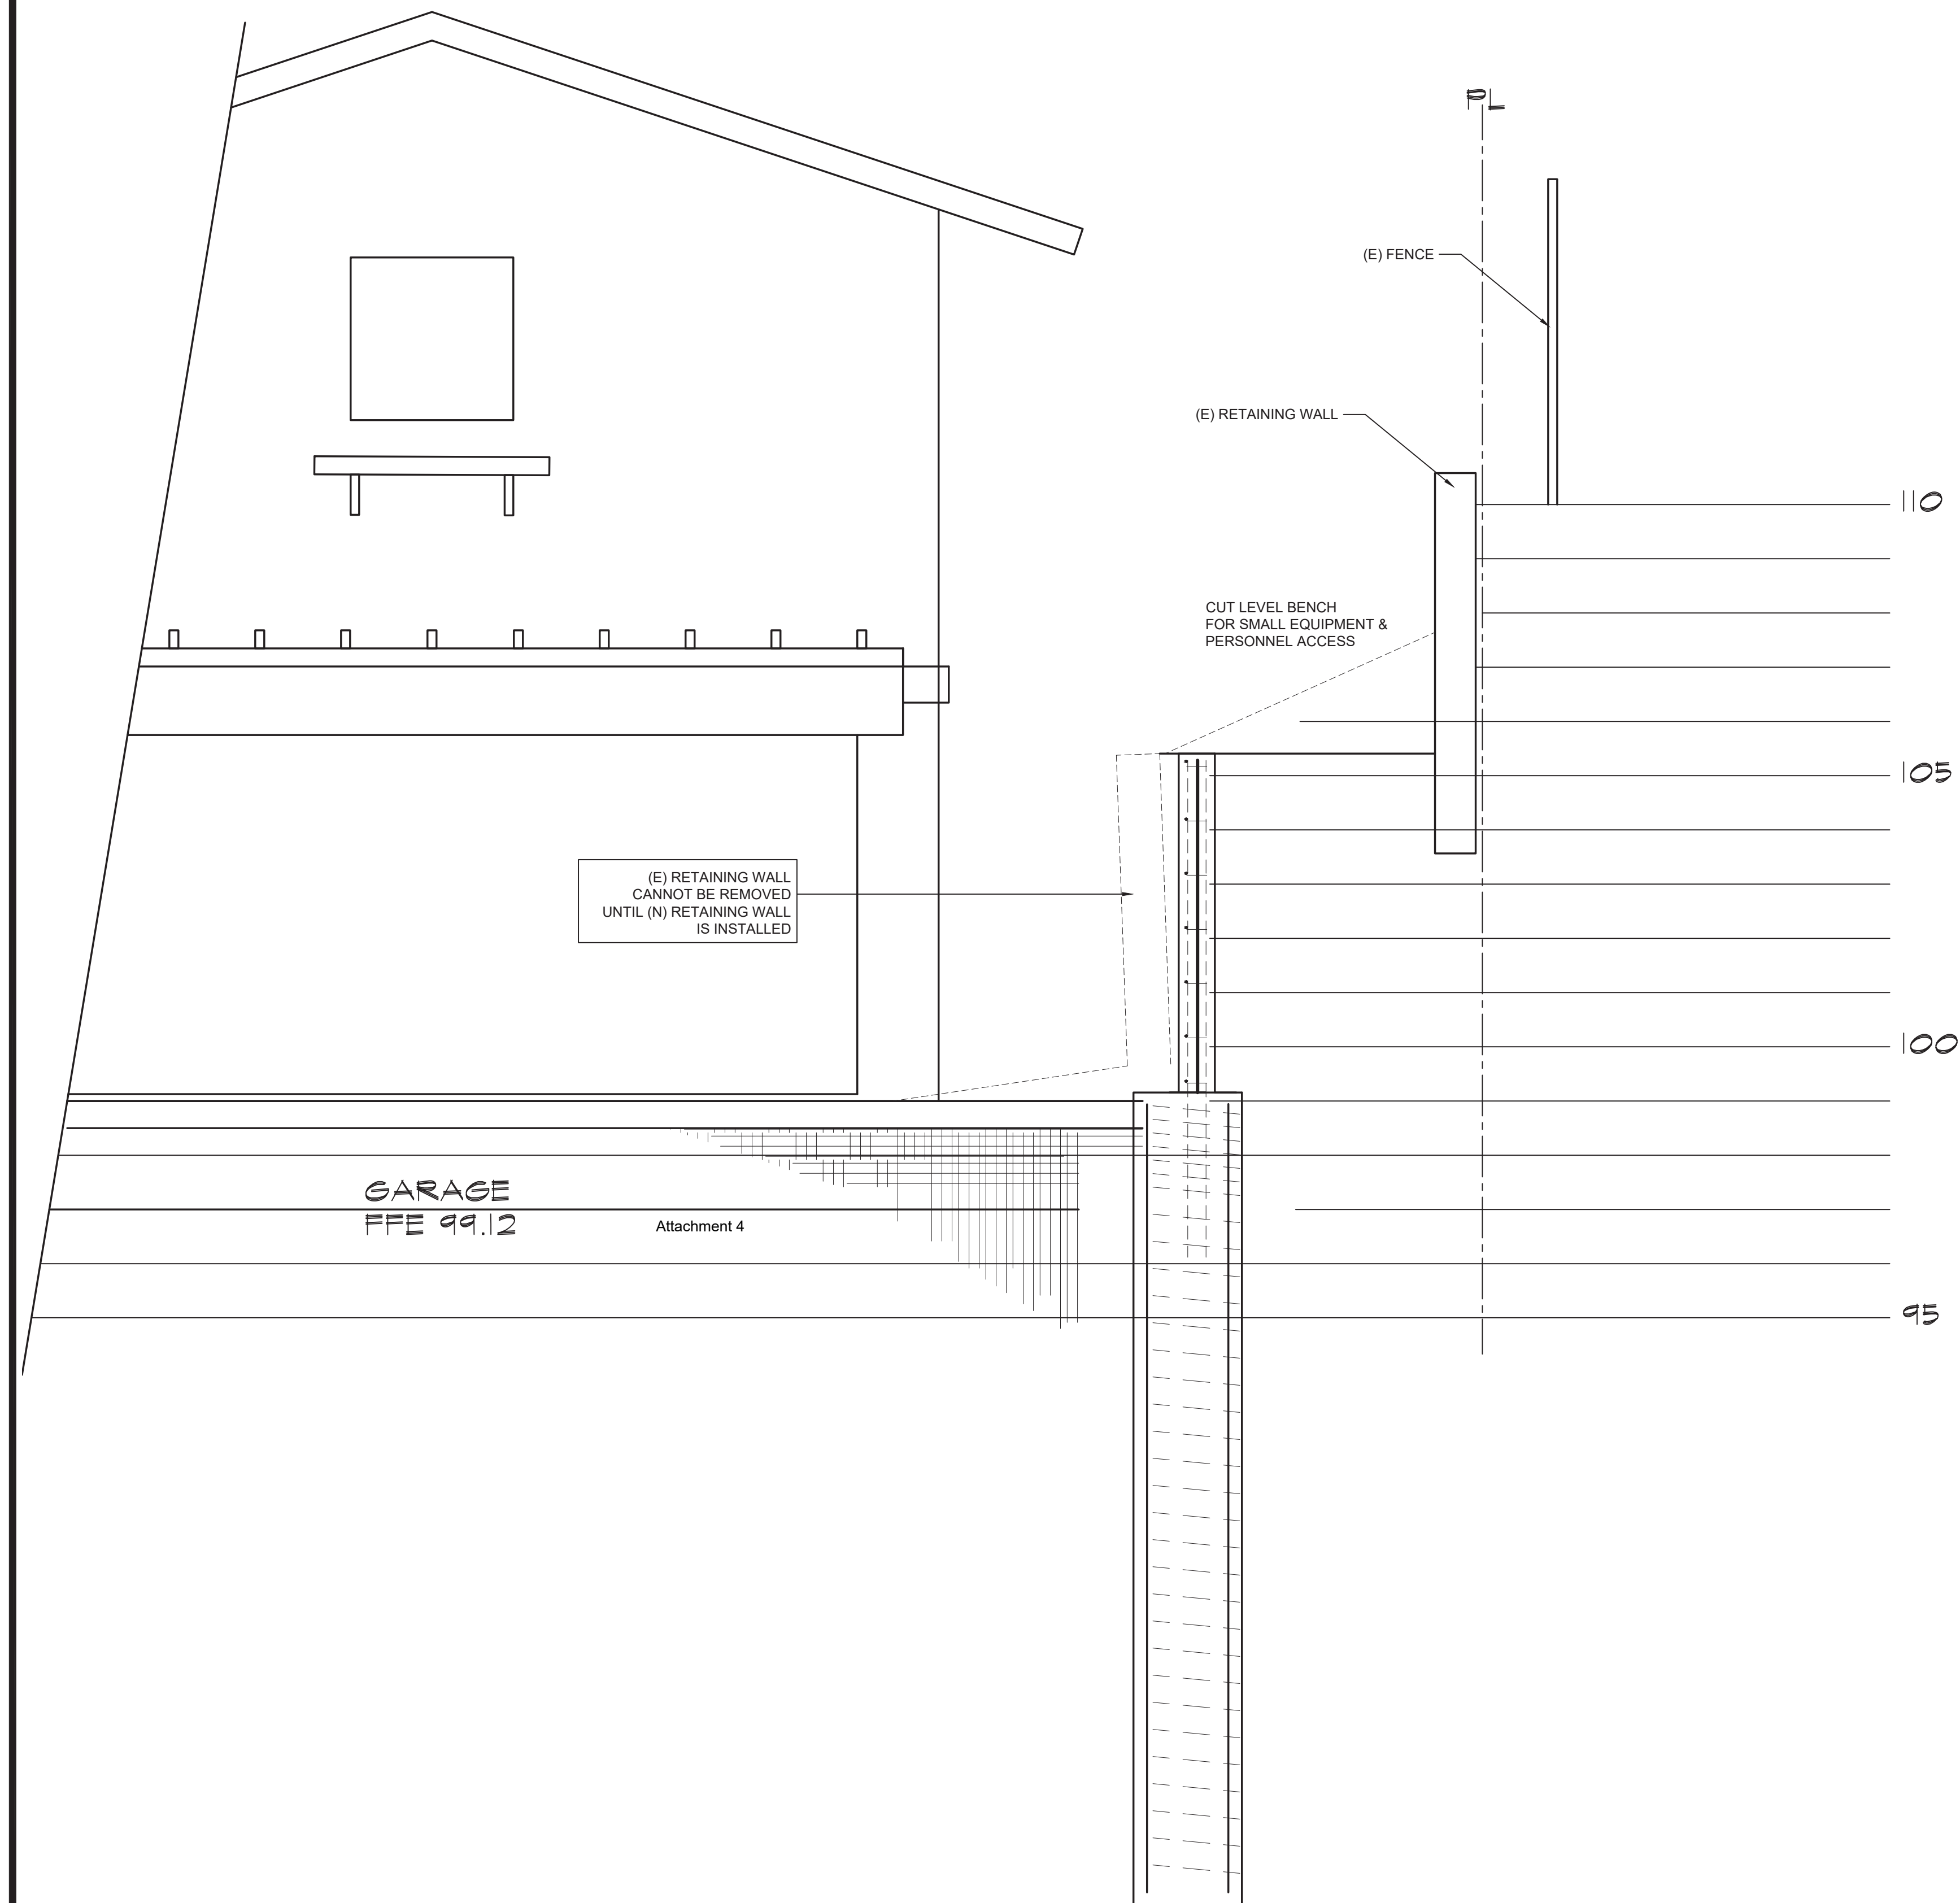 PL
(E) FENCE
(E) RETAINING WALL
110
CUT LEVEL BENCH
FOR SMALL EQUIPMENT &
PERSONNEL ACCESS
105
(E) RETAINING WALL
CANNOT BE REMOVED
UNTIL (N) RETAINING WALL
IS INSTALLED
100
GARAGE
FFE 99.12
Attachment 4
95